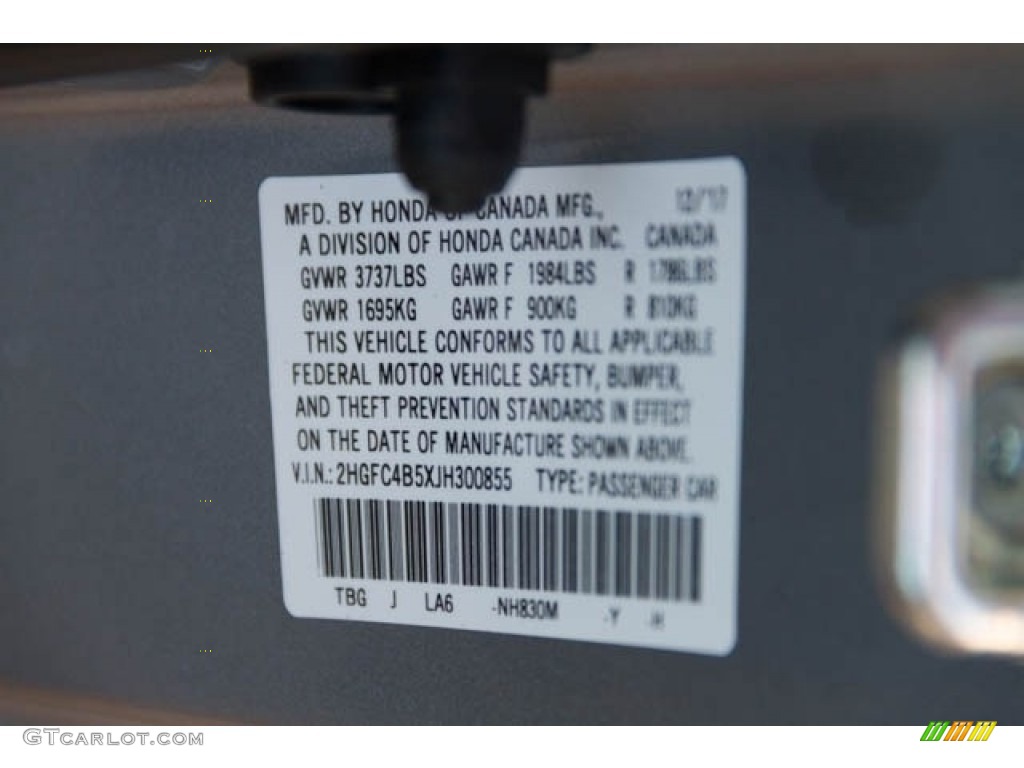 MFD. BY HONDA OF CANADA MFG., 12/17
A DIVISION OF HONDA CANADA INC. CANADA
GVWR 3737LBS GAWR F 1984LBS R 1786LBS
GVWR 1695KG GAWR F 900KG R 810KG
THIS VEHICLE CONFORMS TO ALL APPLICABLE
FEDERAL MOTOR VEHICLE SAFETY, BUMPER,
AND THEFT PREVENTION STANDARDS IN EFFECT
ON THE DATE OF MANUFACTURE SHOWN ABOVE.
V.I.N.: 2HGFC4B5XJH300855 TYPE: PASSENGER CAR
TBG J LA6 -NH830M -Y -H
GTcarlot.com